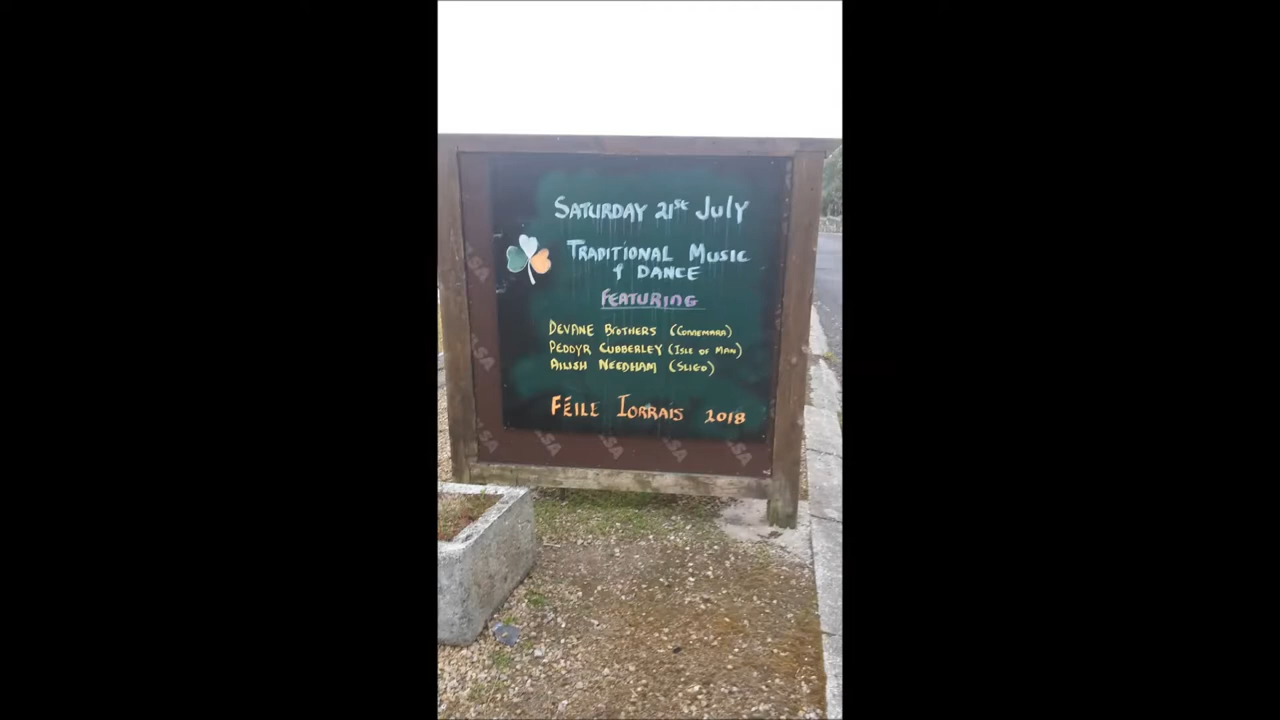 SATURDAY 21st July
TRADITIONAL MUSIC
& DANCE
FEATURING
DEVANE BROTHERS (CONNEMARA)
PEDDYR CUBBERLEY (ISLE OF MAN)
AILISH NEEDHAM (SLIGO)
FÉILE IORRAIS 2018